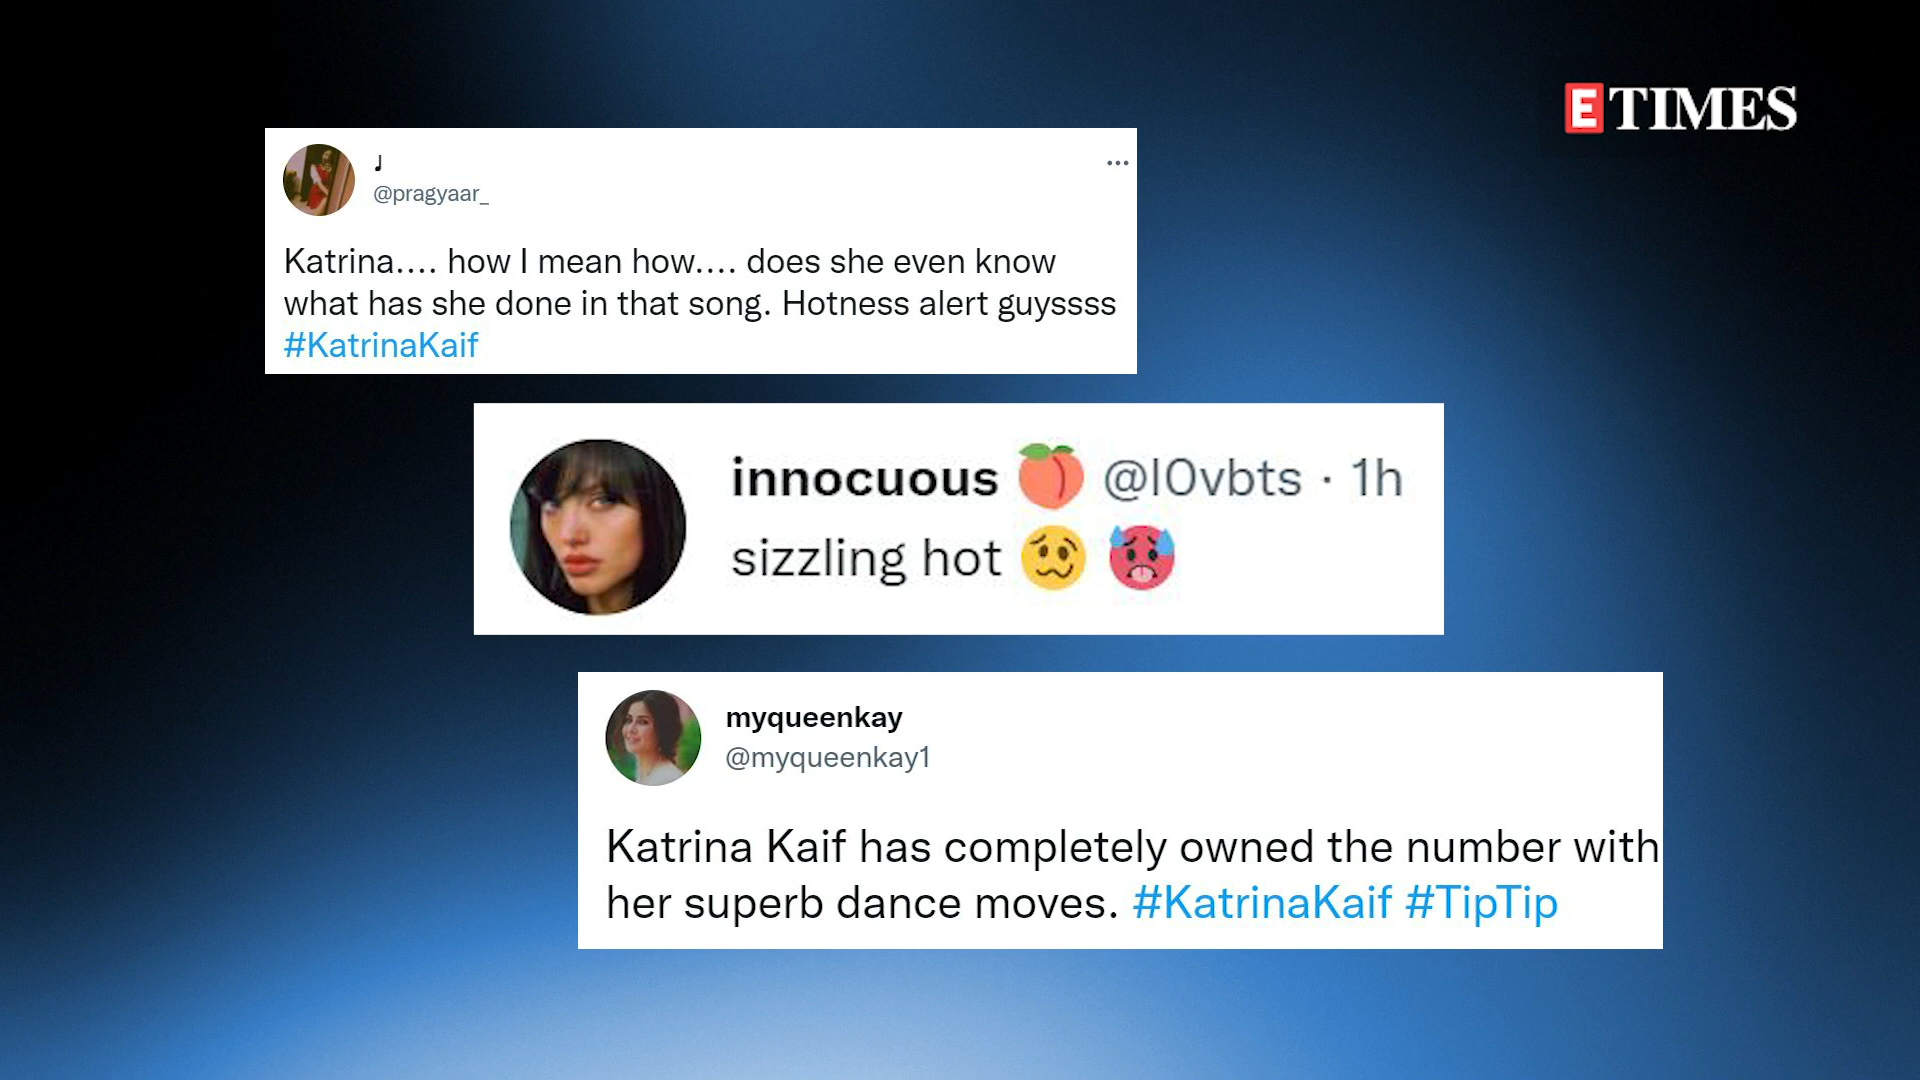 E TIMES
♩
@pragyaar_
Katrina.... how I mean how.... does she even know
what has she done in that song. Hotness alert guyssss
#KatrinaKaif
innocuous 🍑 @l0vbts · 1h
sizzling hot 🥴 🥵
myqueenkay
@myqueenkay1
Katrina Kaif has completely owned the number with
her superb dance moves. #KatrinaKaif #TipTip